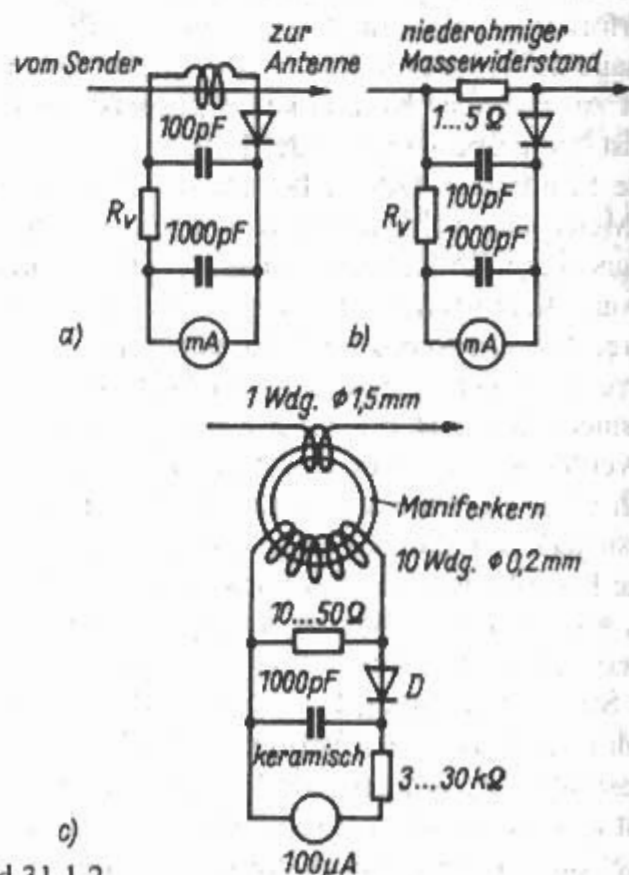 vom Sender
zur
Antenne
100pF
Rv
1000pF
mA
a)
niederohmiger
Massewiderstand
1...5 Ω
100pF
Rv
1000pF
mA
b)
1 Wdg. ϕ 1,5mm
Maniferkern
10 Wdg. ϕ 0,2mm
10...50 Ω
1000pF
D
keramisch
3...30 kΩ
100µA
c)